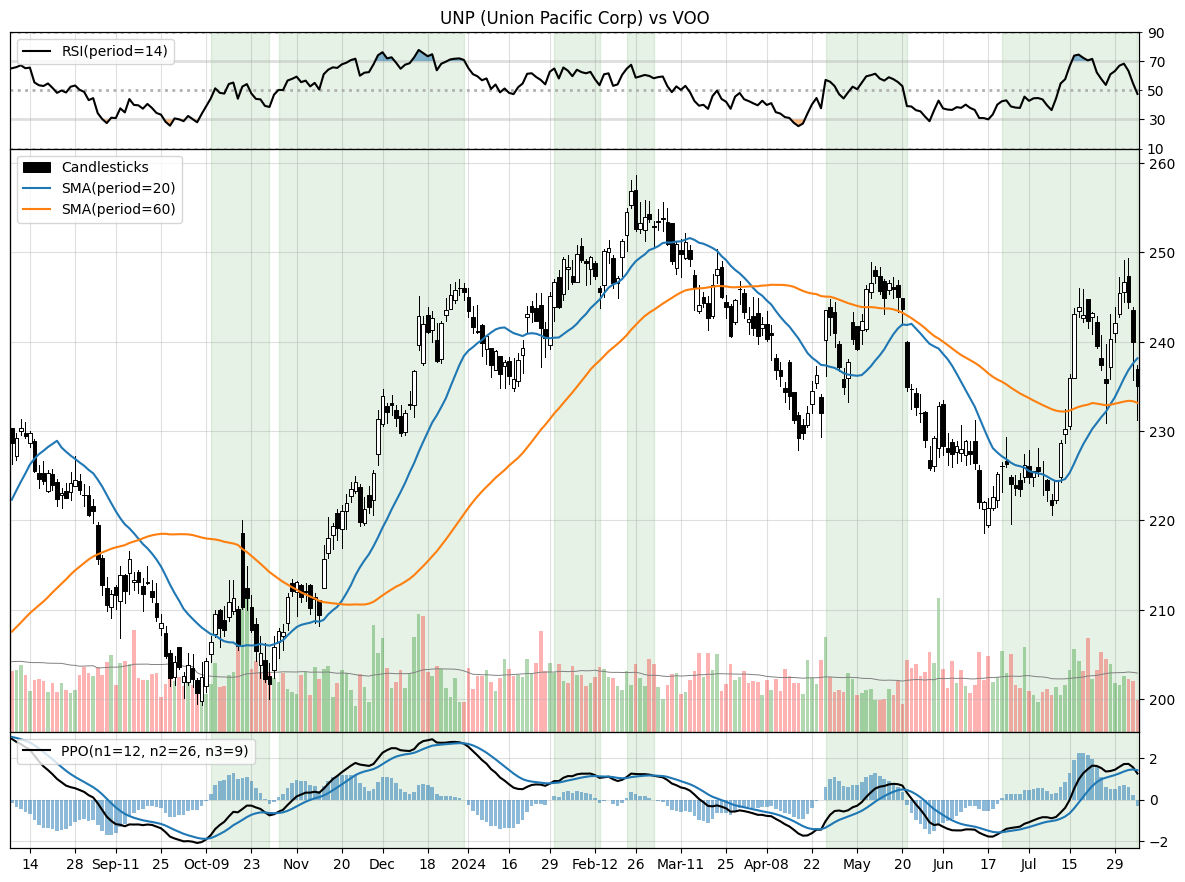 UNP (Union Pacific Corp) vs VOO
RSI(period=14)
90
70
50
30
10
Candlesticks
SMA(period=20)
SMA(period=60)
260
250
240
230
220
210
200
PPO(n1=12, n2=26, n3=9)
2
0
−2
14 28 Sep-11 25 Oct-09 23 Nov 20 Dec 18 2024 16 29 Feb-12 26 Mar-11 25 Apr-08 22 May 20 Jun 17 Jul 15 29